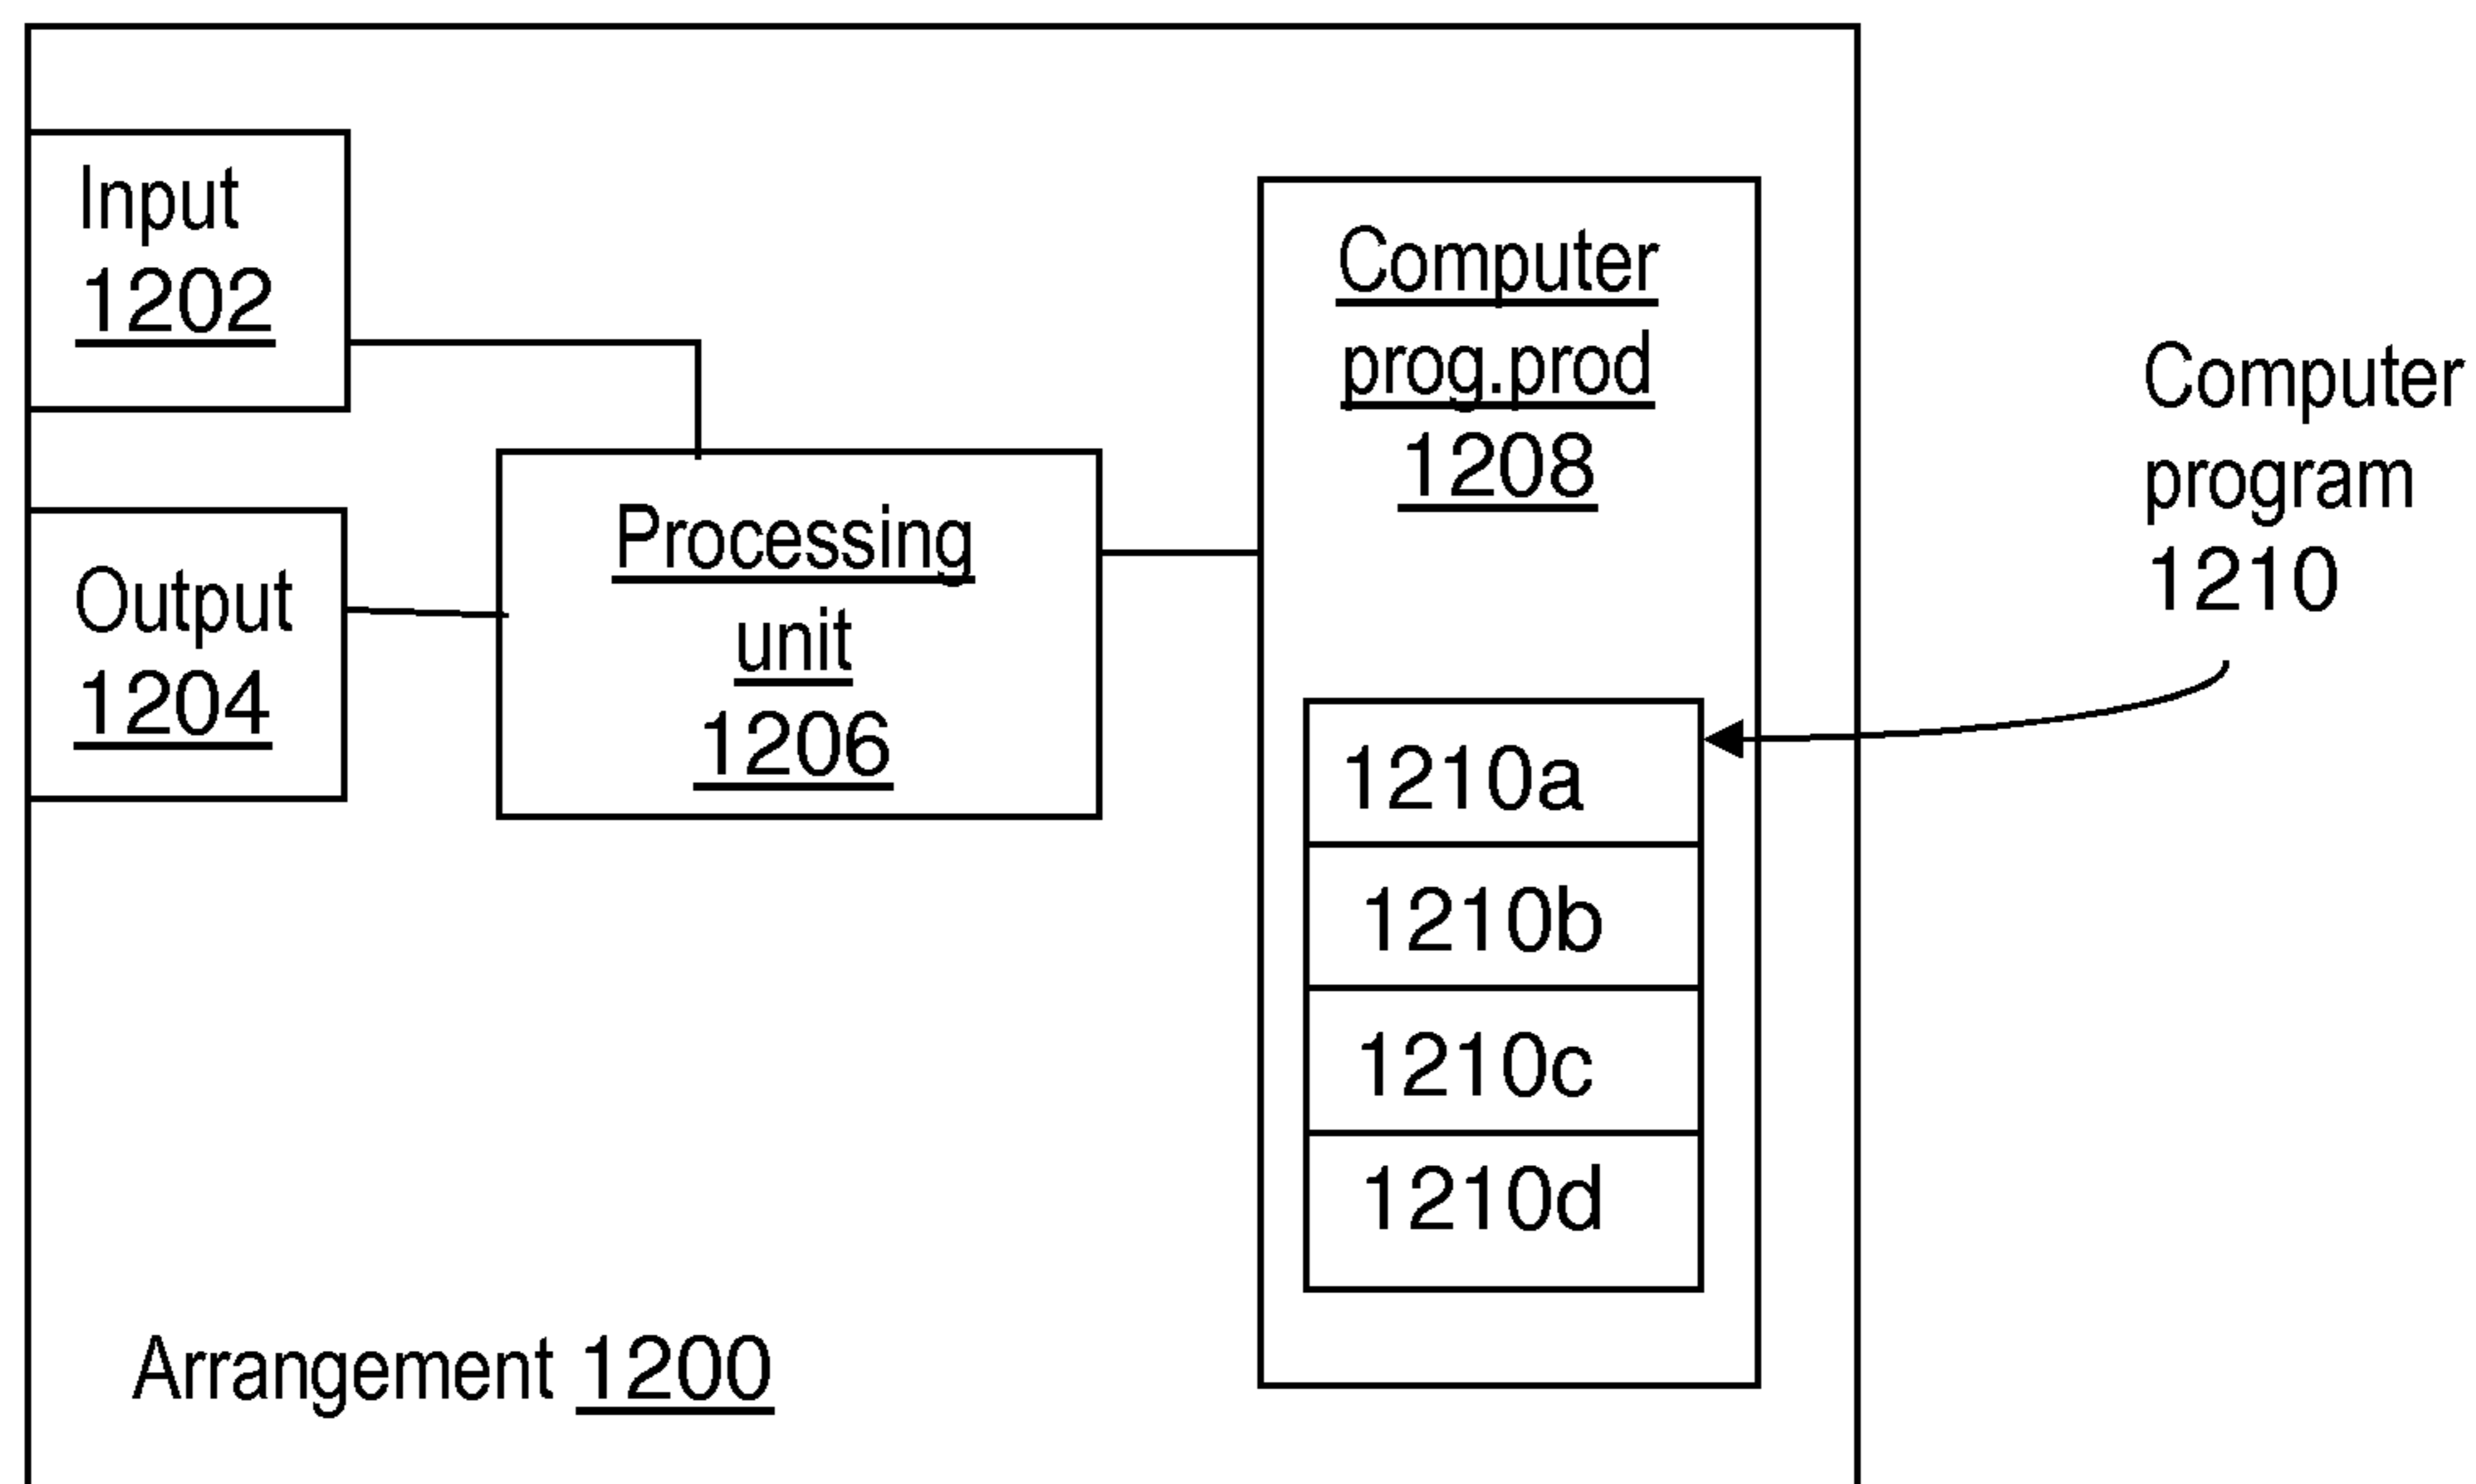 Input
1202
Output
1204
Processing
unit
1206
Computer
prog.prod
1208
1210a
1210b
1210c
1210d
Computer
program
1210
Arrangement 1200